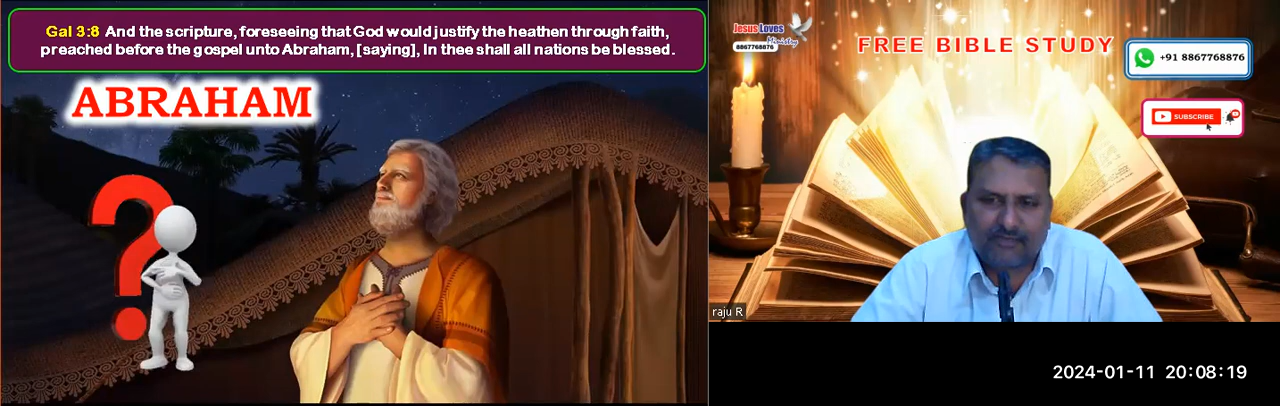 Gal 3:8 And the scripture, foreseeing that God would justify the heathen through faith,
preached before the gospel unto Abraham, [saying], In thee shall all nations be blessed.
ABRAHAM
Jesus Loves
Ministry
8867768876
FREE BIBLE STUDY
+91 8867768876
SUBSCRIBE
raju R
2024-01-11 20:08:19